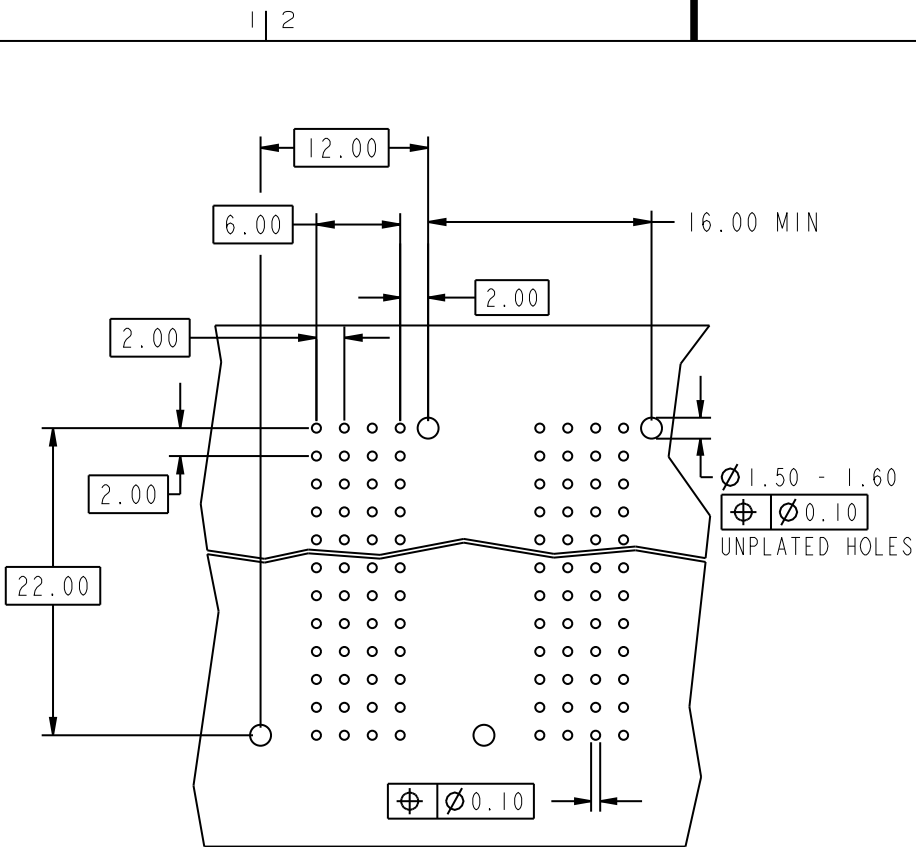 1 2
12.00
6.00
16.00 MIN
2.00
2.00
2.00
Ø1.50 - 1.60
⌖ Ø0.10
UNPLATED HOLES
22.00
⌖ Ø0.10